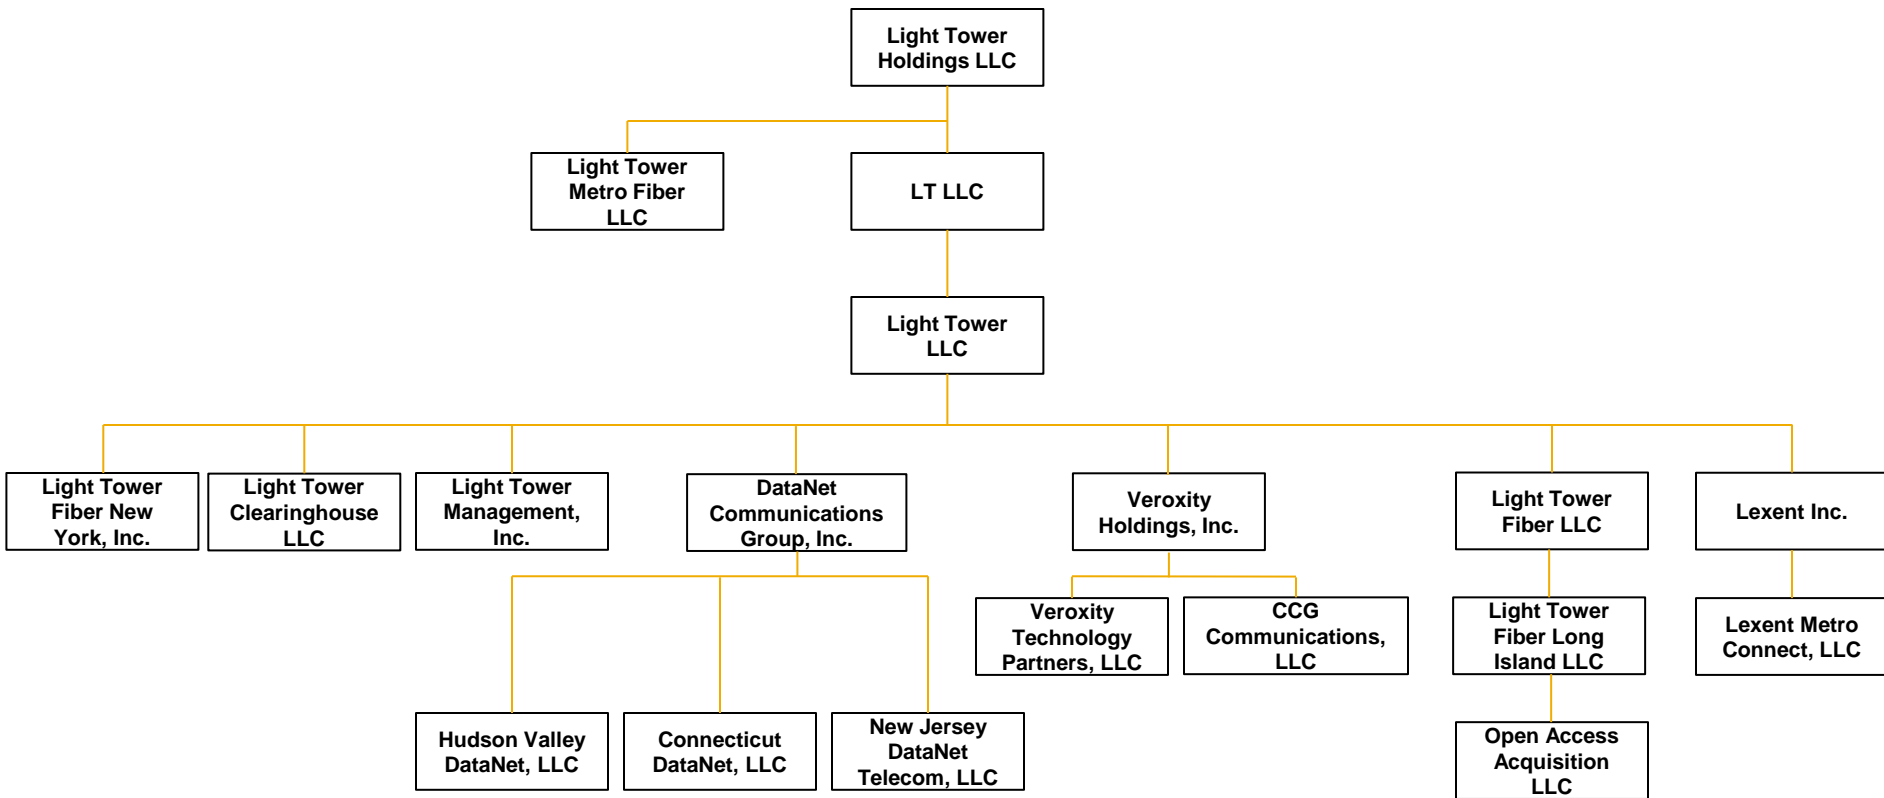 Light Tower
Holdings LLC
Light Tower
Metro Fiber
LLC
LT LLC
Light Tower
LLC
Light Tower
Fiber New
York, Inc.
Light Tower
Clearinghouse
LLC
Light Tower
Management,
Inc.
DataNet
Communications
Group, Inc.
Veroxity
Holdings, Inc.
Light Tower
Fiber LLC
Lexent Inc.
Veroxity
Technology
Partners, LLC
CCG
Communications,
LLC
Light Tower
Fiber Long
Island LLC
Lexent Metro
Connect, LLC
Hudson Valley
DataNet, LLC
Connecticut
DataNet, LLC
New Jersey
DataNet
Telecom, LLC
Open Access
Acquisition
LLC